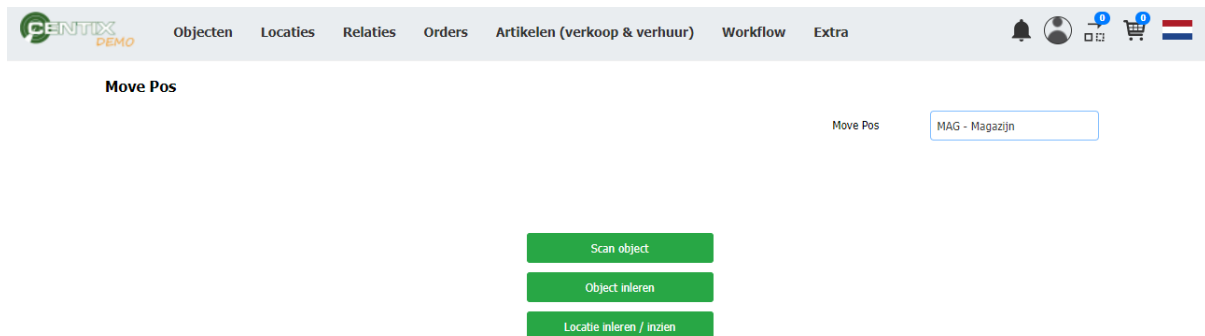 CENTIX
DEMO
Objecten Locaties Relaties Orders Artikelen (verkoop & verhuur) Workflow Extra 0 0
Move Pos
Move Pos MAG - Magazijn
Scan object
Object inleren
Locatie inleren / inzien